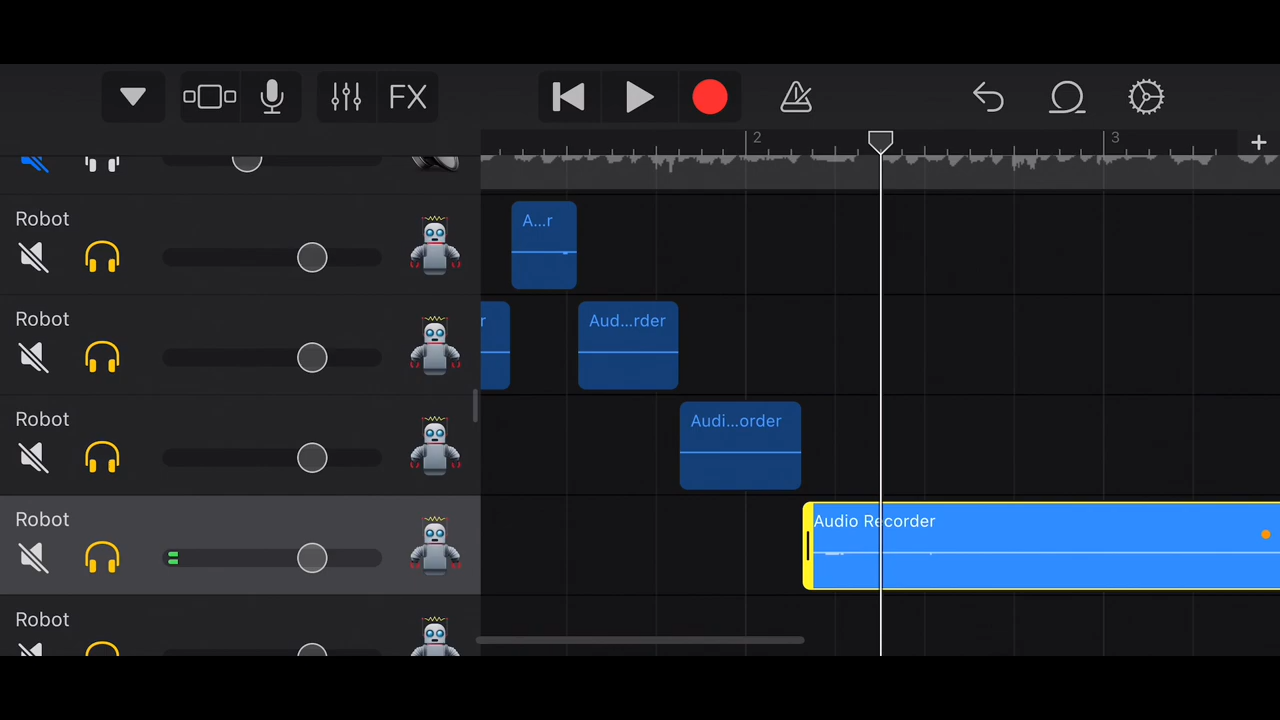 FX
2
3
Robot
A...r
Robot
r
Aud...rder
Robot
Audi...order
Robot
Audio Recorder
Robot